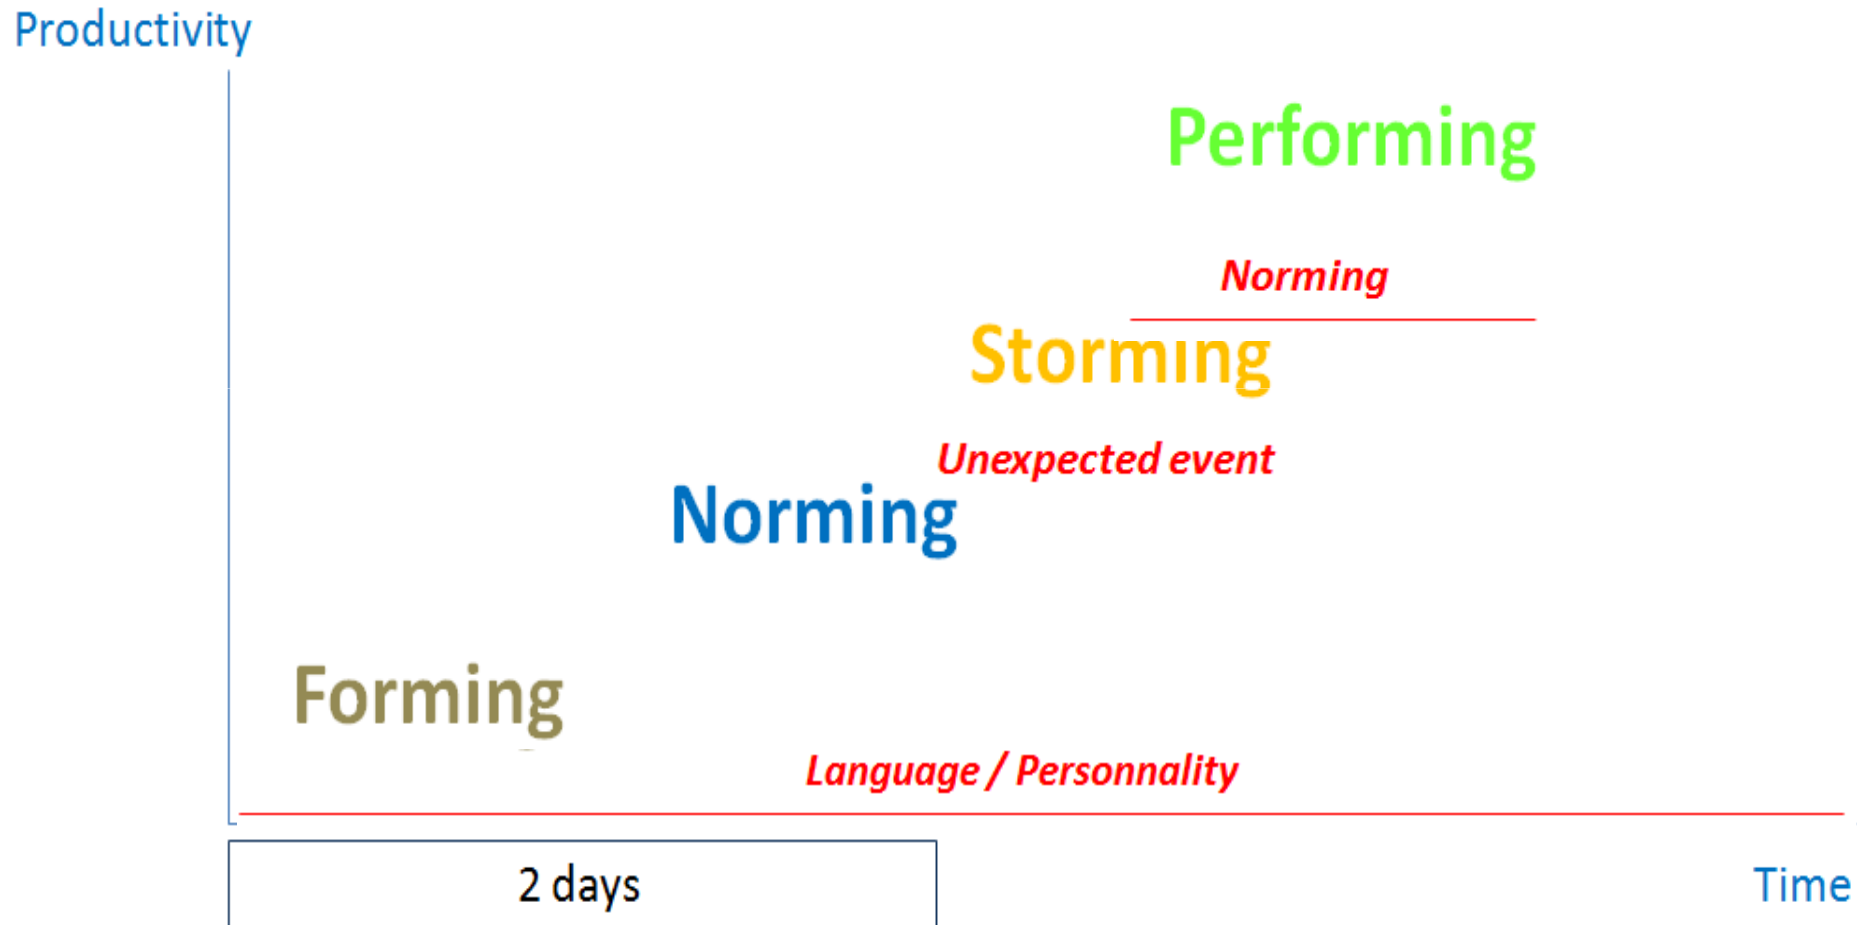 Productivity
Performing
Norming
Storming
Unexpected event
Norming
Forming
Language / Personnality
2 days
Time